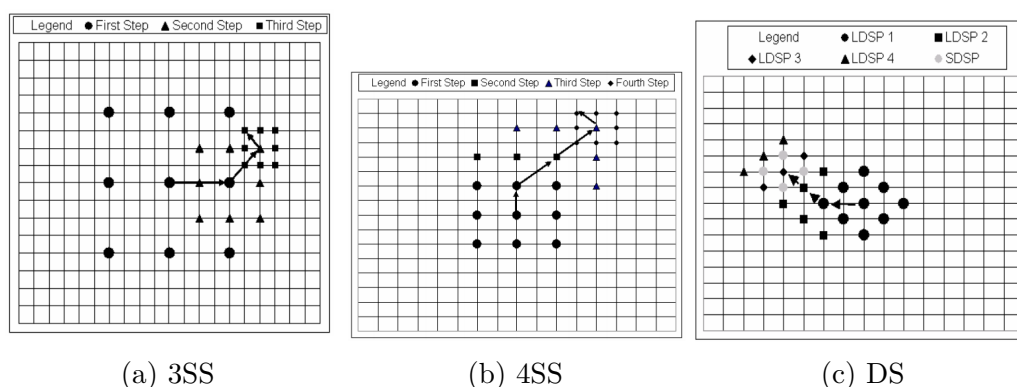 Legend First Step Second Step Third Step
Legend First Step Second Step Third Step Fourth Step
Legend LDSP 1 LDSP 2
LDSP 3 LDSP 4 SDSP
(a) 3SS
(b) 4SS
(c) DS